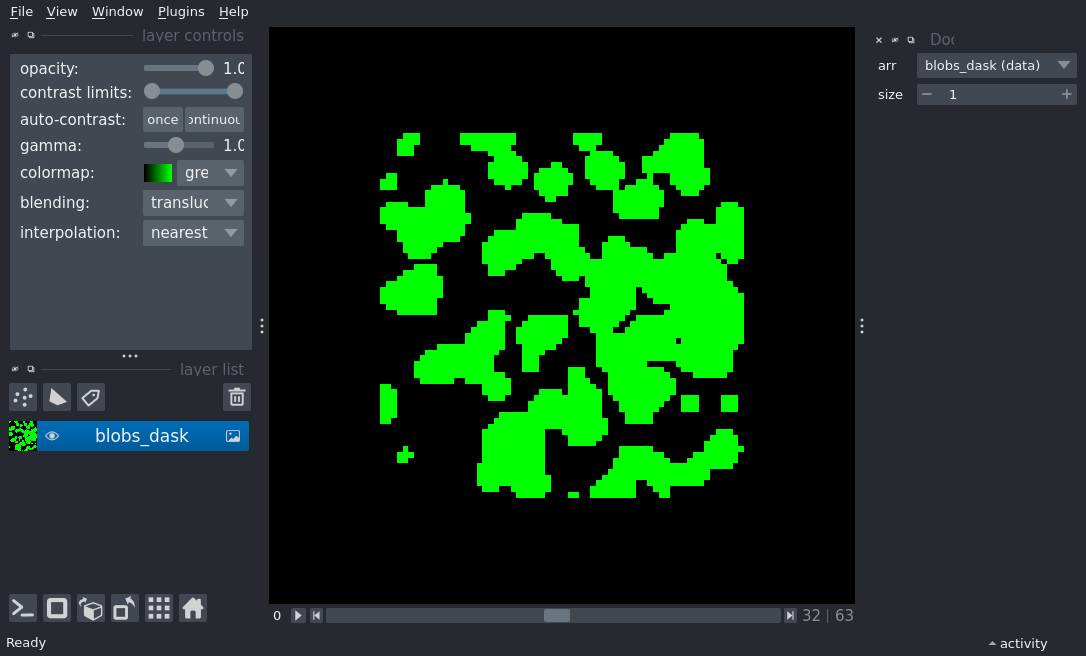 File View Window Plugins Help
layer controls
opacity: 1.0
contrast limits:
auto-contrast: once ontinuou
gamma: 1.0
colormap: gre
blending: transluc
interpolation: nearest
layer list
blobs_dask
0 32 | 63
Ready
Doc
arr blobs_dask (data)
size 1
activity